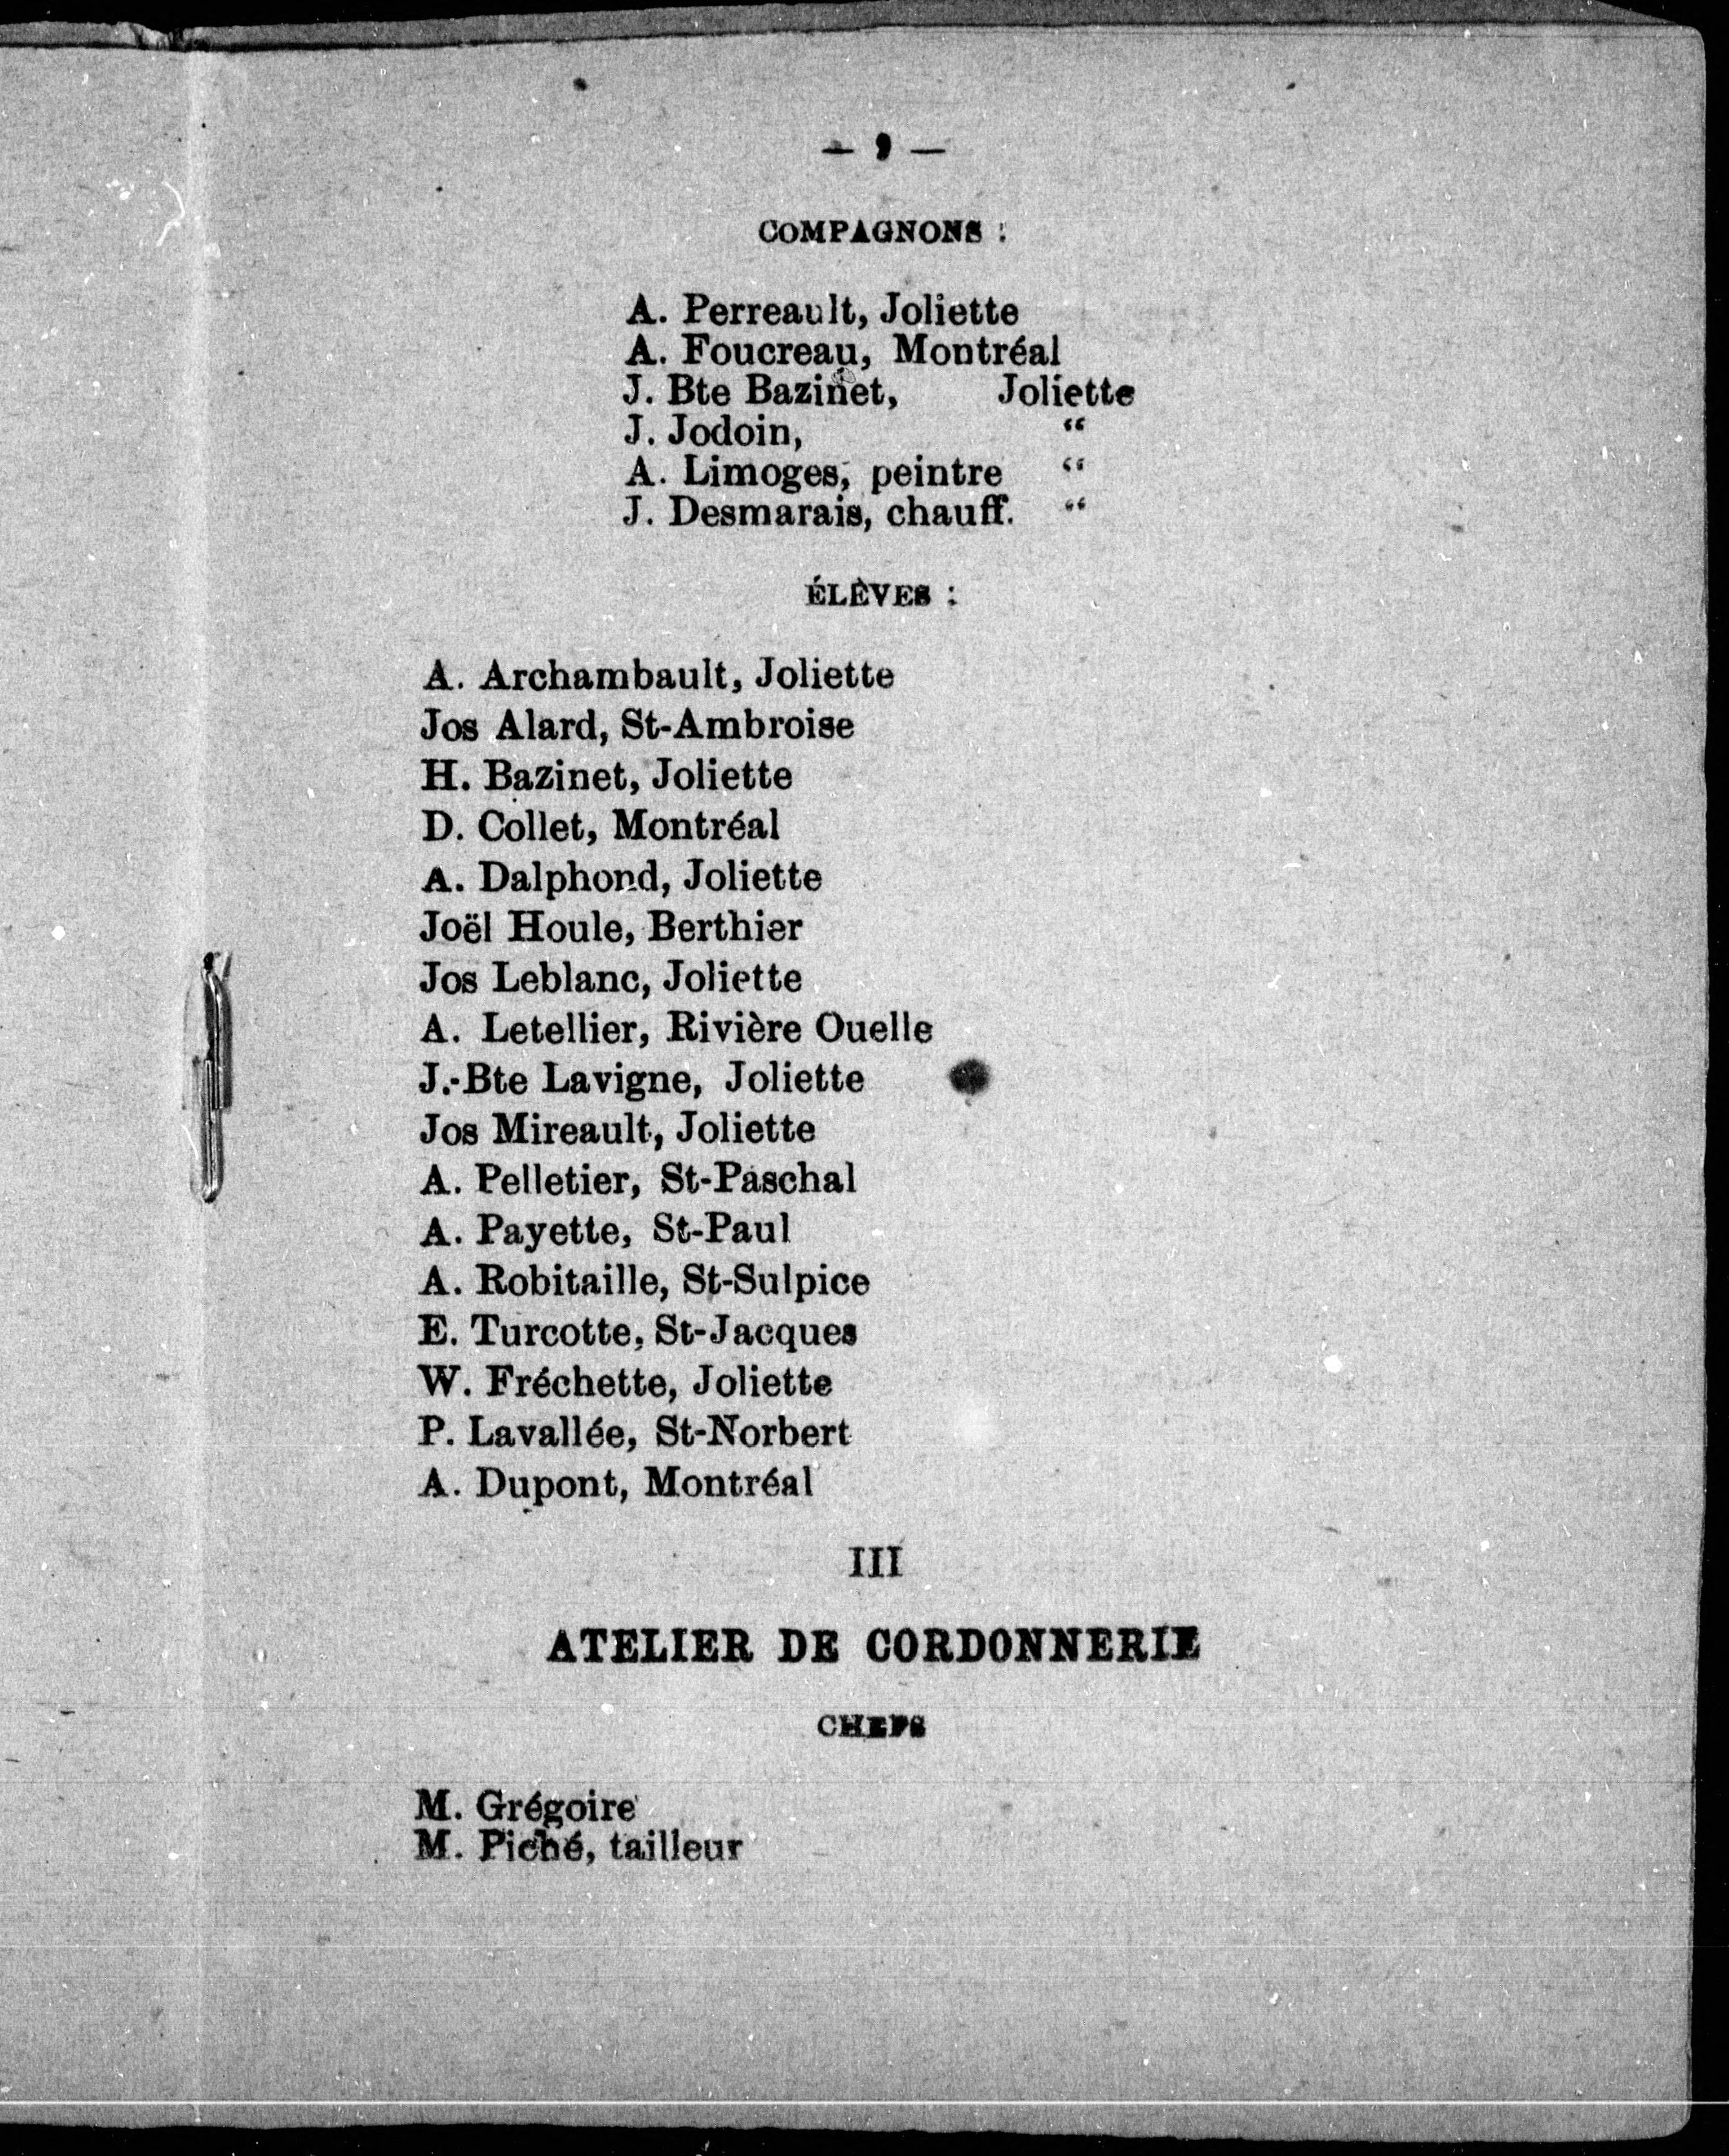 — 9 —
COMPAGNONS :
A. Perreault, Joliette
A. Foucreau, Montréal
J. Bte Bazinet, Joliette
J. Jodoin, “
A. Limoges, peintre “
J. Desmarais, chauff. “
ÉLÈVES :
A. Archambault, Joliette
Jos Alard, St-Ambroise
H. Bazinet, Joliette
D. Collet, Montréal
A. Dalphond, Joliette
Joël Houle, Berthier
Jos Leblanc, Joliette
A. Letellier, Rivière Ouelle
J.-Bte Lavigne, Joliette
Jos Mireault, Joliette
A. Pelletier, St-Paschal
A. Payette, St-Paul
A. Robitaille, St-Sulpice
E. Turcotte, St-Jacques
W. Fréchette, Joliette
P. Lavallée, St-Norbert
A. Dupont, Montréal
III
ATELIER DE CORDONNERIE
CHEFS
M. Grégoire
M. Piché, tailleur